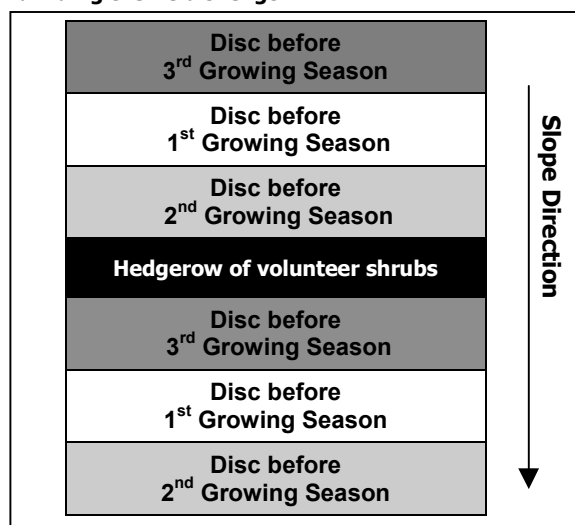 Disc before
3rd Growing Season
Disc before
1st Growing Season
Disc before
2nd Growing Season
Hedgerow of volunteer shrubs
Disc before
3rd Growing Season
Disc before
1st Growing Season
Disc before
2nd Growing Season
Slope Direction